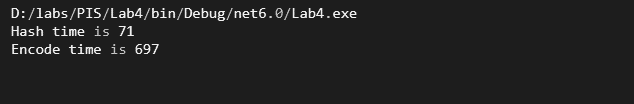 D:/labs/PIS/Lab4/bin/Debug/net6.0/Lab4.exe
Hash time is 71
Encode time is 697